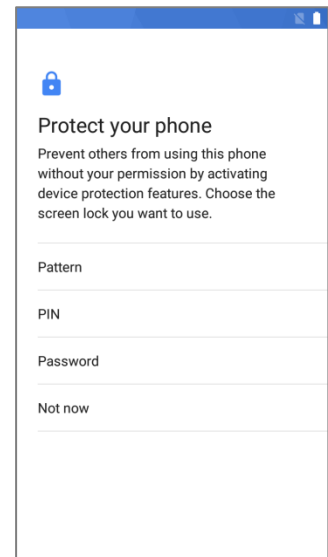 Protect your phone
Prevent others from using this phone
without your permission by activating
device protection features. Choose the
screen lock you want to use.
Pattern
PIN
Password
Not now